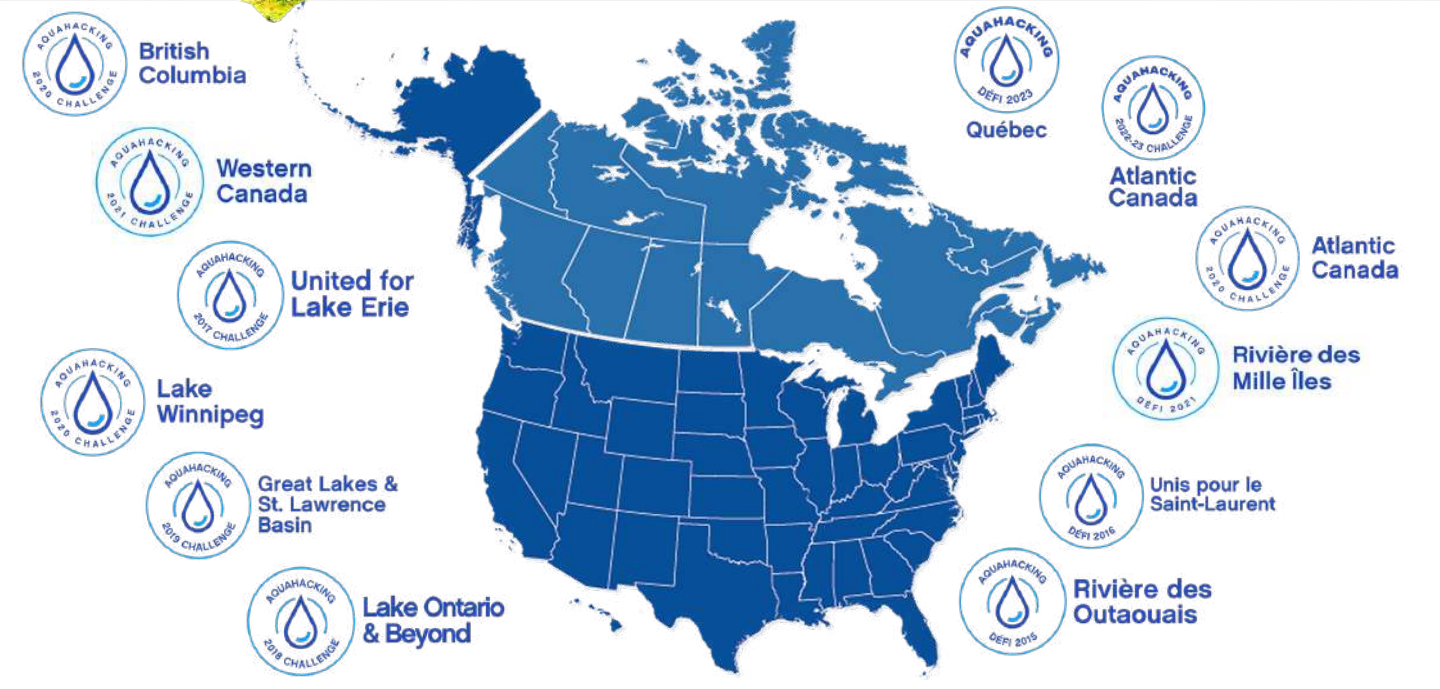 AQUAHACKING
2020 CHALLENGE
British
Columbia
AQUAHACKING
2021 CHALLENGE
Western
Canada
AQUAHACKING
2017 CHALLENGE
United for
Lake Erie
AQUAHACKING
2020 CHALLENGE
Lake
Winnipeg
AQUAHACKING
2019 CHALLENGE
Great Lakes &
St. Lawrence
Basin
AQUAHACKING
2018 CHALLENGE
Lake Ontario
& Beyond
AQUAHACKING
DÉFI 2023
Québec
AQUAHACKING
2022-23 CHALLENGE
Atlantic
Canada
AQUAHACKING
2020 CHALLENGE
Atlantic
Canada
AQUAHACKING
DÉFI 2021
Rivière des
Mille Îles
AQUAHACKING
DÉFI 2016
Unis pour le
Saint-Laurent
AQUAHACKING
DÉFI 2015
Rivière des
Outaouais